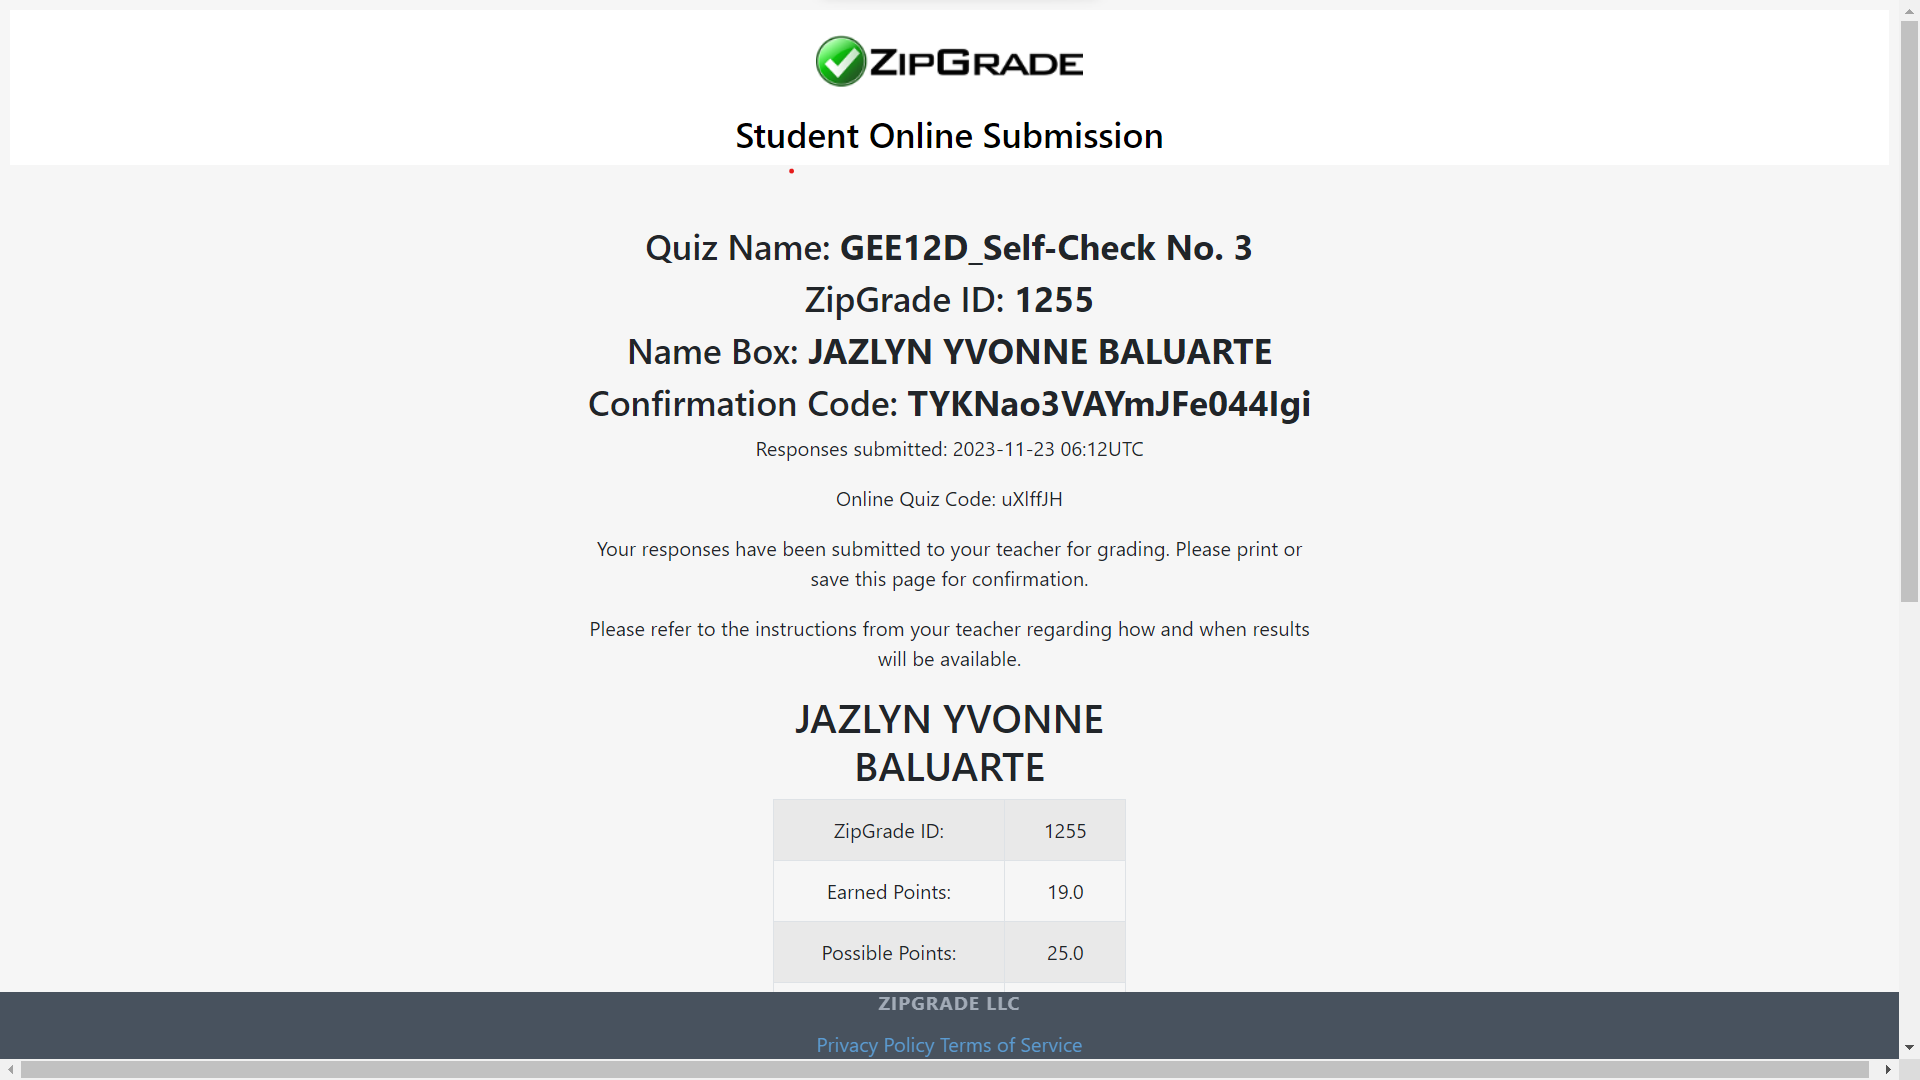 ZIPGRADE
Student Online Submission
Quiz Name: GEE12D_Self-Check No. 3
ZipGrade ID: 1255
Name Box: JAZLYN YVONNE BALUARTE
Confirmation Code: TYKNao3VAYmJFe044Igi
Responses submitted: 2023-11-23 06:12UTC
Online Quiz Code: uXlffJH
Your responses have been submitted to your teacher for grading. Please print or
save this page for confirmation.
Please refer to the instructions from your teacher regarding how and when results
will be available.
JAZLYN YVONNE
BALUARTE
ZipGrade ID: 1255
Earned Points: 19.0
Possible Points: 25.0
ZIPGRADE LLC
Privacy Policy Terms of Service